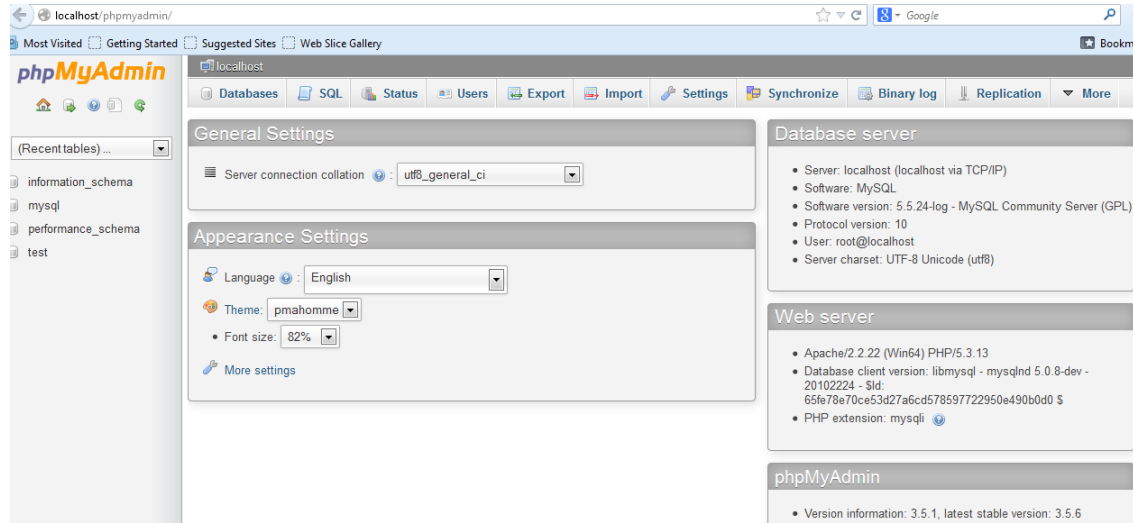 localhost/phpmyadmin/
Google
Most Visited Getting Started Suggested Sites Web Slice Gallery
phpMyAdmin
(Recent tables) ...
information_schema
mysql
performance_schema
test
localhost
Databases SQL Status Users Export Import Settings Synchronize Binary log Replication More
General Settings
Server connection collation : utf8_general_ci
Appearance Settings
Language : English
Theme: pmahomme
Font size: 82%
More settings
Database server
Server: localhost (localhost via TCP/IP)
Software: MySQL
Software version: 5.5.24-log - MySQL Community Server (GPL)
Protocol version: 10
User: root@localhost
Server charset: UTF-8 Unicode (utf8)
Web server
Apache/2.2.22 (Win64) PHP/5.3.13
Database client version: libmysql - mysqlnd 5.0.8-dev -
20102224 - $Id:
65fe78e70ce53d27a6cd578597722950e490b0d0 $
PHP extension: mysqli
phpMyAdmin
Version information: 3.5.1, latest stable version: 3.5.6